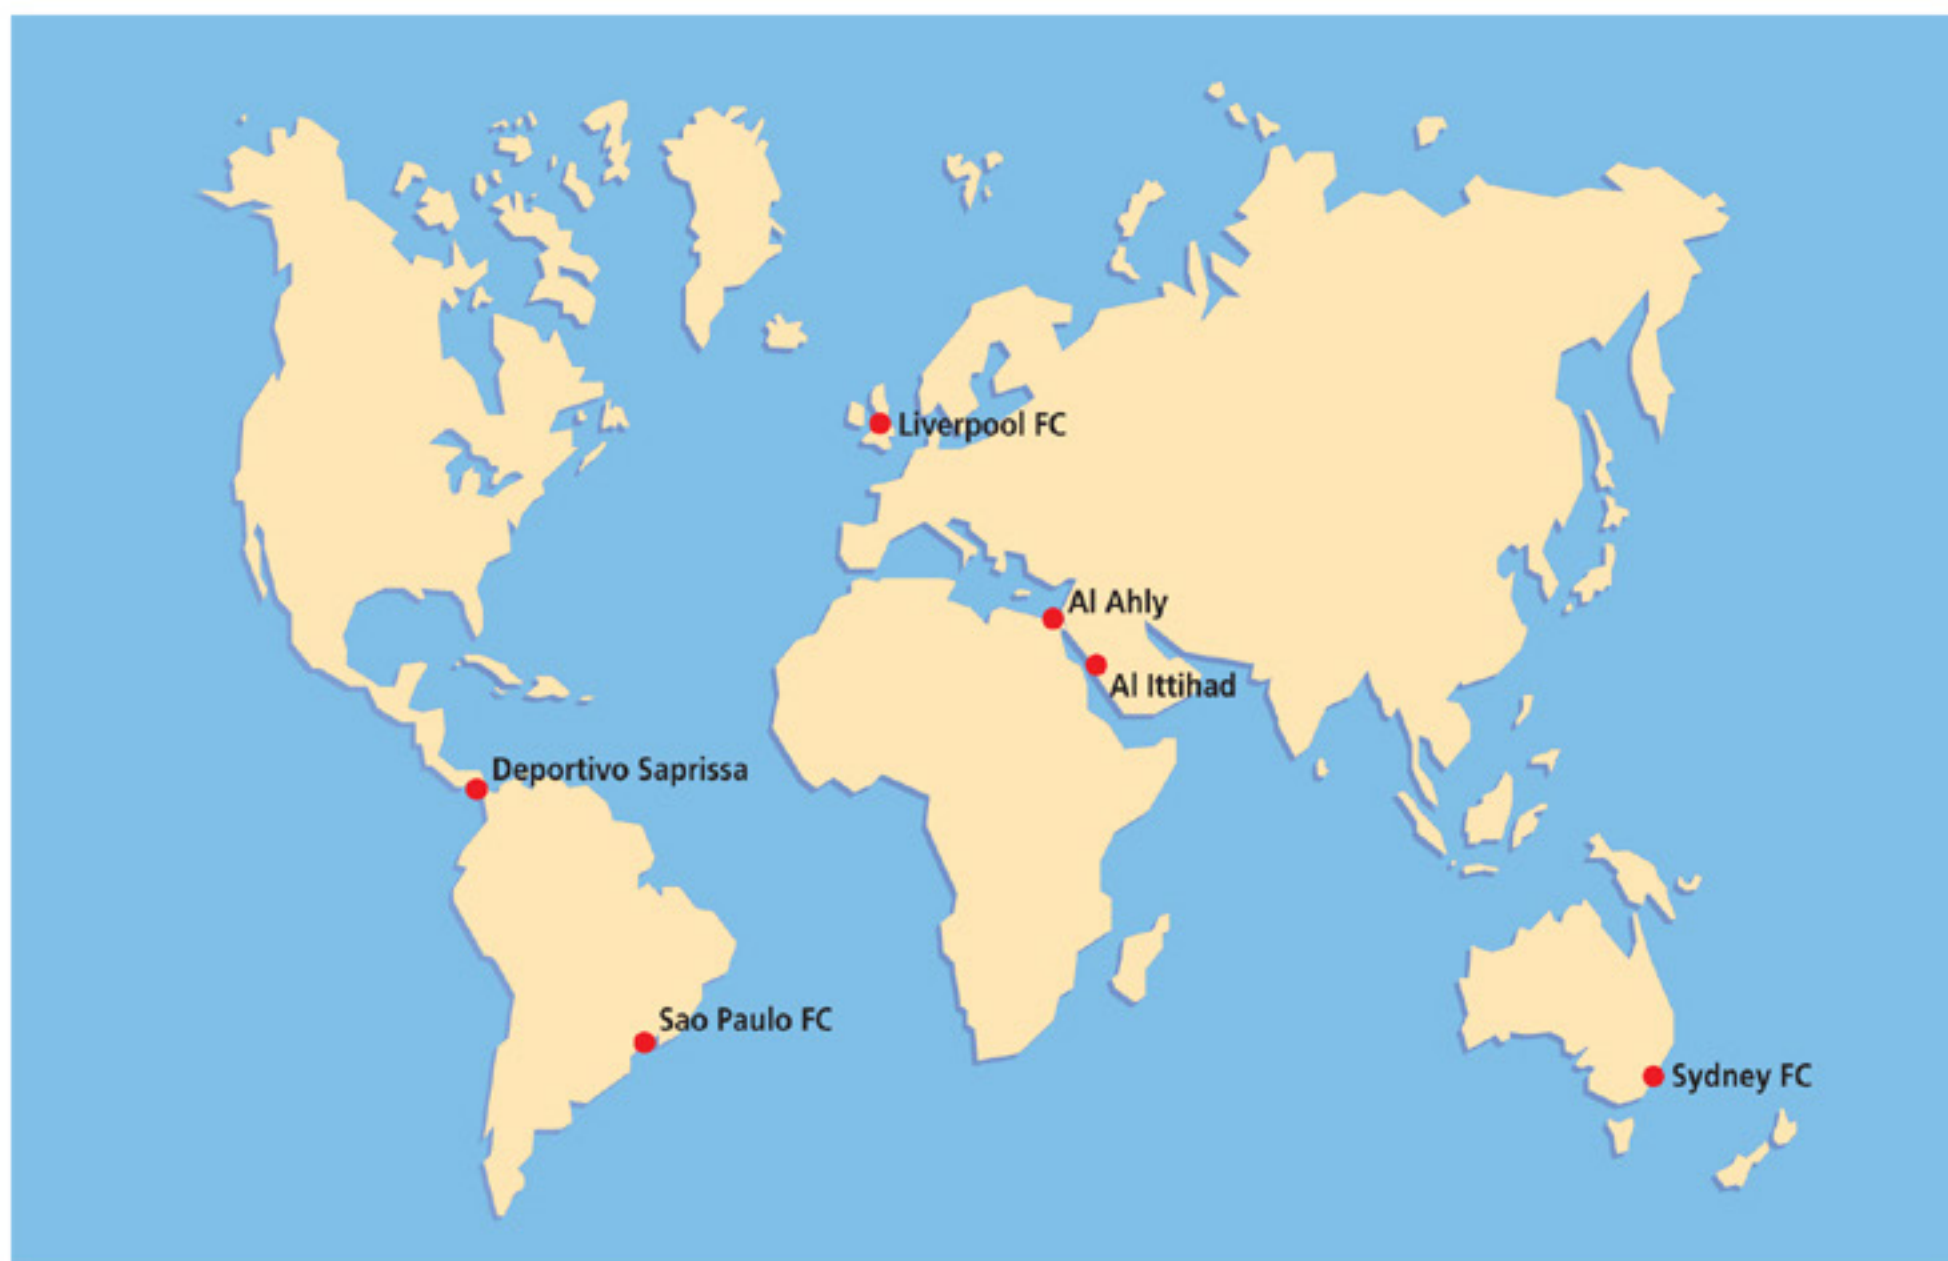 Liverpool FC
Al Ahly
Al Ittihad
Deportivo Saprissa
Sao Paulo FC
Sydney FC